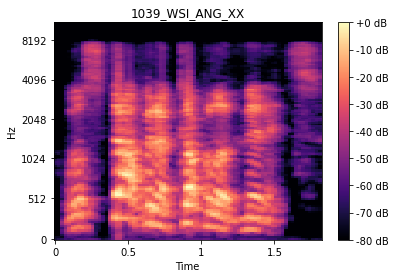 1039_WSI_ANG_XX
8192
4096
2048
1024
512
0
Hz
0
0.5
1
1.5
Time
+0 dB
-10 dB
-20 dB
-30 dB
-40 dB
-50 dB
-60 dB
-70 dB
-80 dB